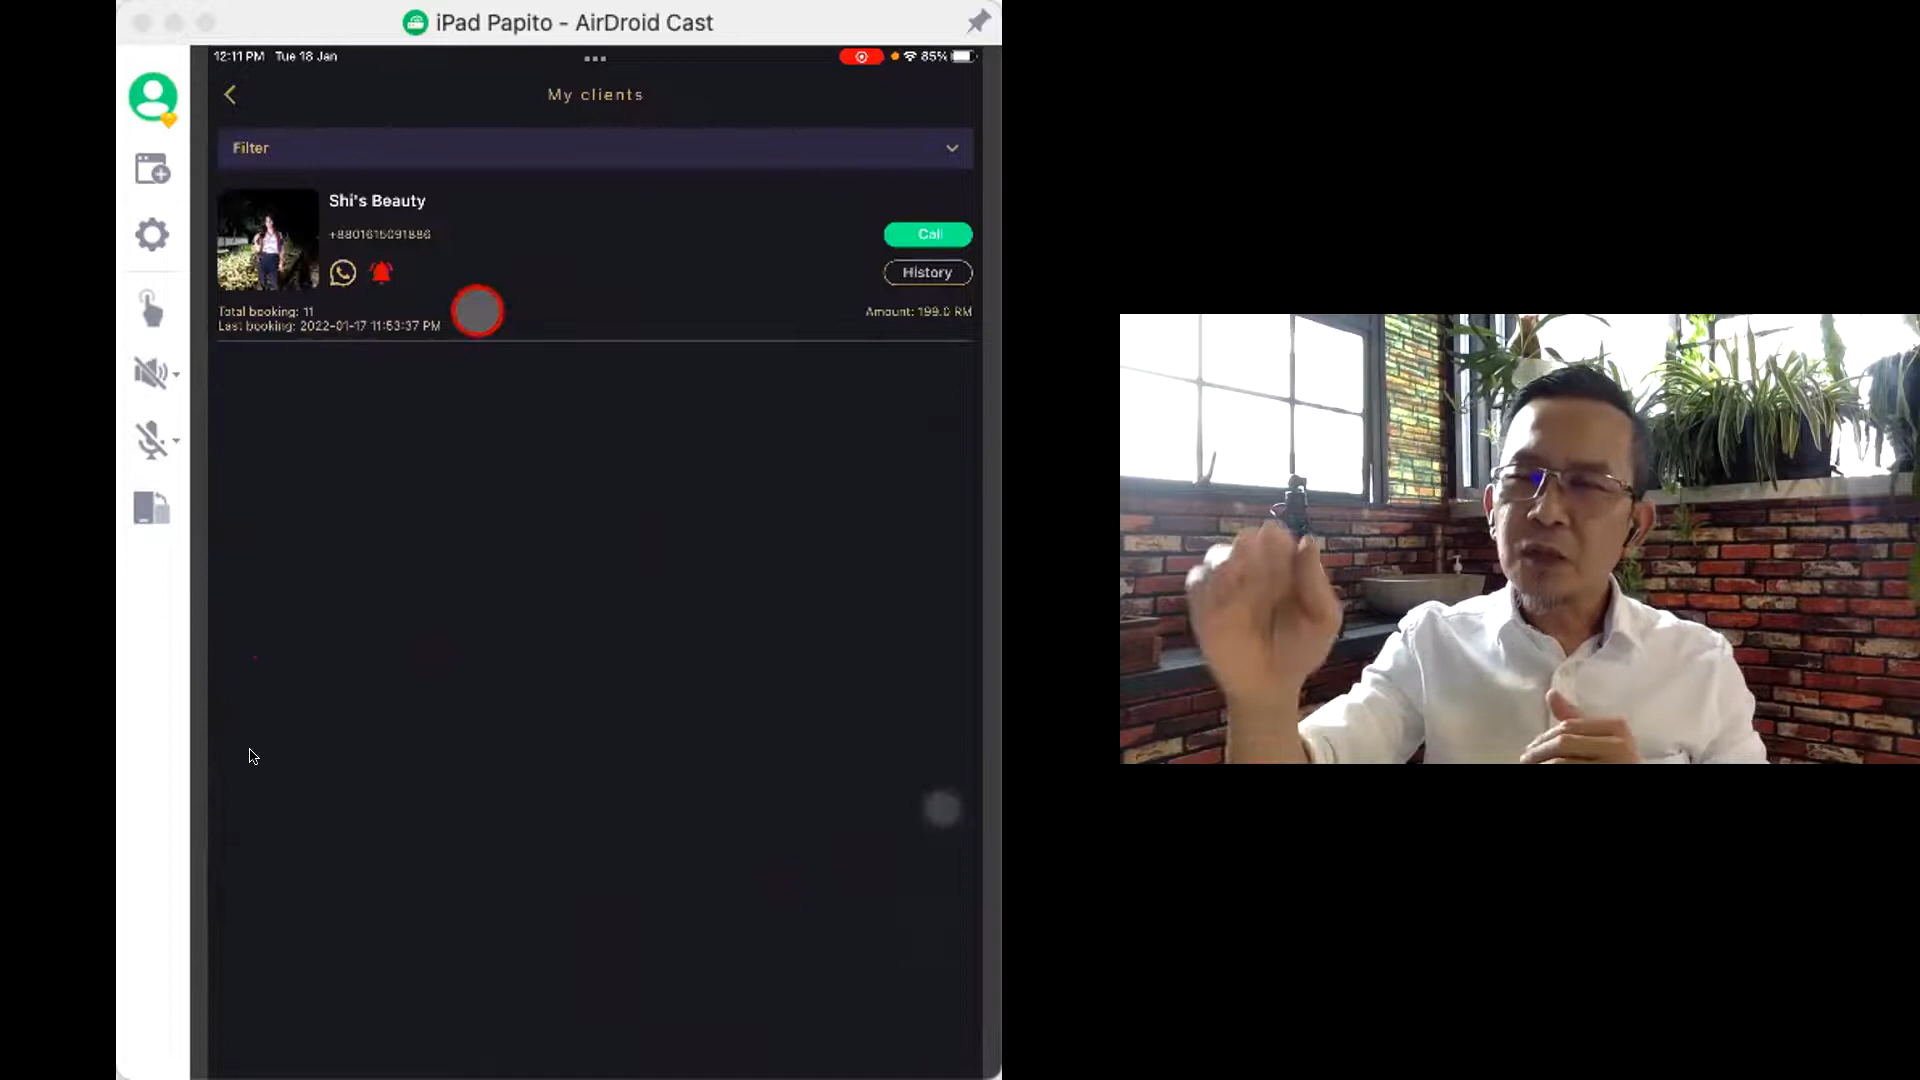 iPad Papito - AirDroid Cast
12:11 PM Tue 18 Jan
85%
My clients
Filter
Shi's Beauty
+8801615091886
Call
History
Total booking: 11
Amount: 199.0 RM
Last booking: 2022-01-17 11:53:37 PM